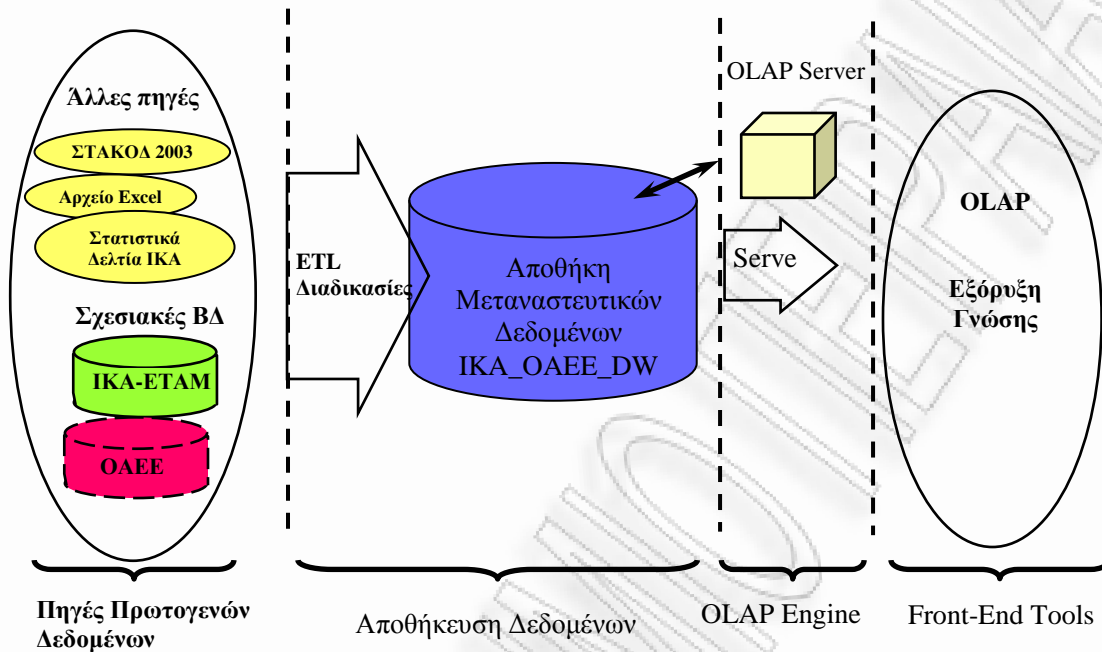 Άλλες πηγές
ΣΤΑΚΟΔ 2003
Αρχείο Excel
Στατιστικά
Δελτία ΙΚΑ
Σχεσιακές ΒΔ
ΙΚΑ-ΕΤΑΜ
ΟΑΕΕ
Πηγές Πρωτογενών
Δεδομένων
ETL
Διαδικασίες
Αποθήκη
Μεταναστευτικών
Δεδομένων
IKA_OAEE_DW
Αποθήκευση Δεδομένων
OLAP Server
Serve
OLAP Engine
OLAP
Εξόρυξη
Γνώσης
Front-End Tools